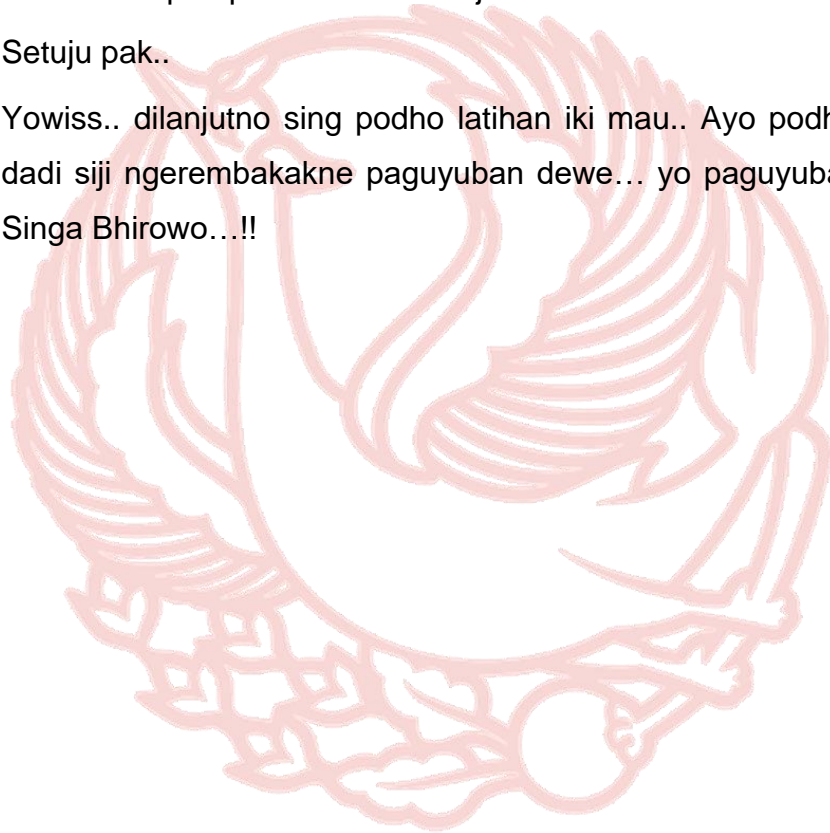 Setuju pak..
Yowiss.. dilanjutno sing podho latihan iki mau.. Ayo podh
dadi siji ngerembakakne paguyuban dewe… yo paguyuba
Singa Bhirowo…!!